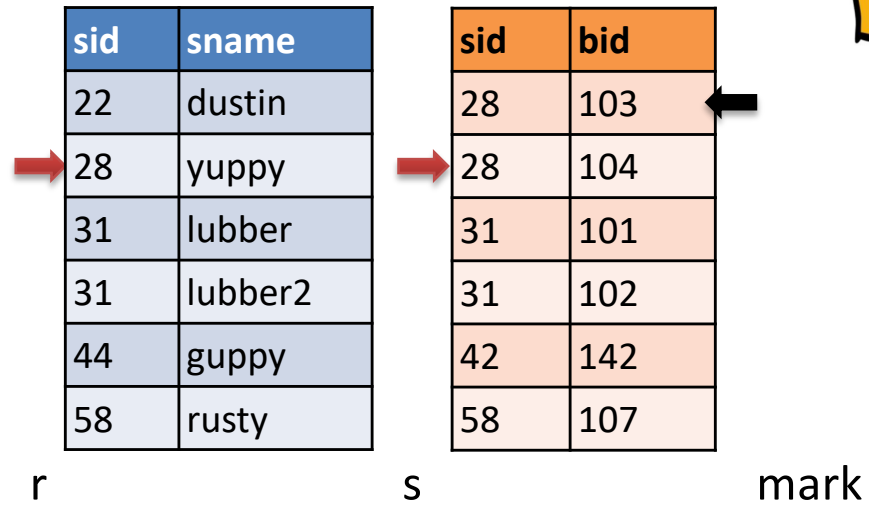 sid sname sid bid
22 dustin 28 103
28 yuppy 28 104
31 lubber 31 101
31 lubber2 31 102
44 guppy 42 142
58 rusty 58 107
r s mark